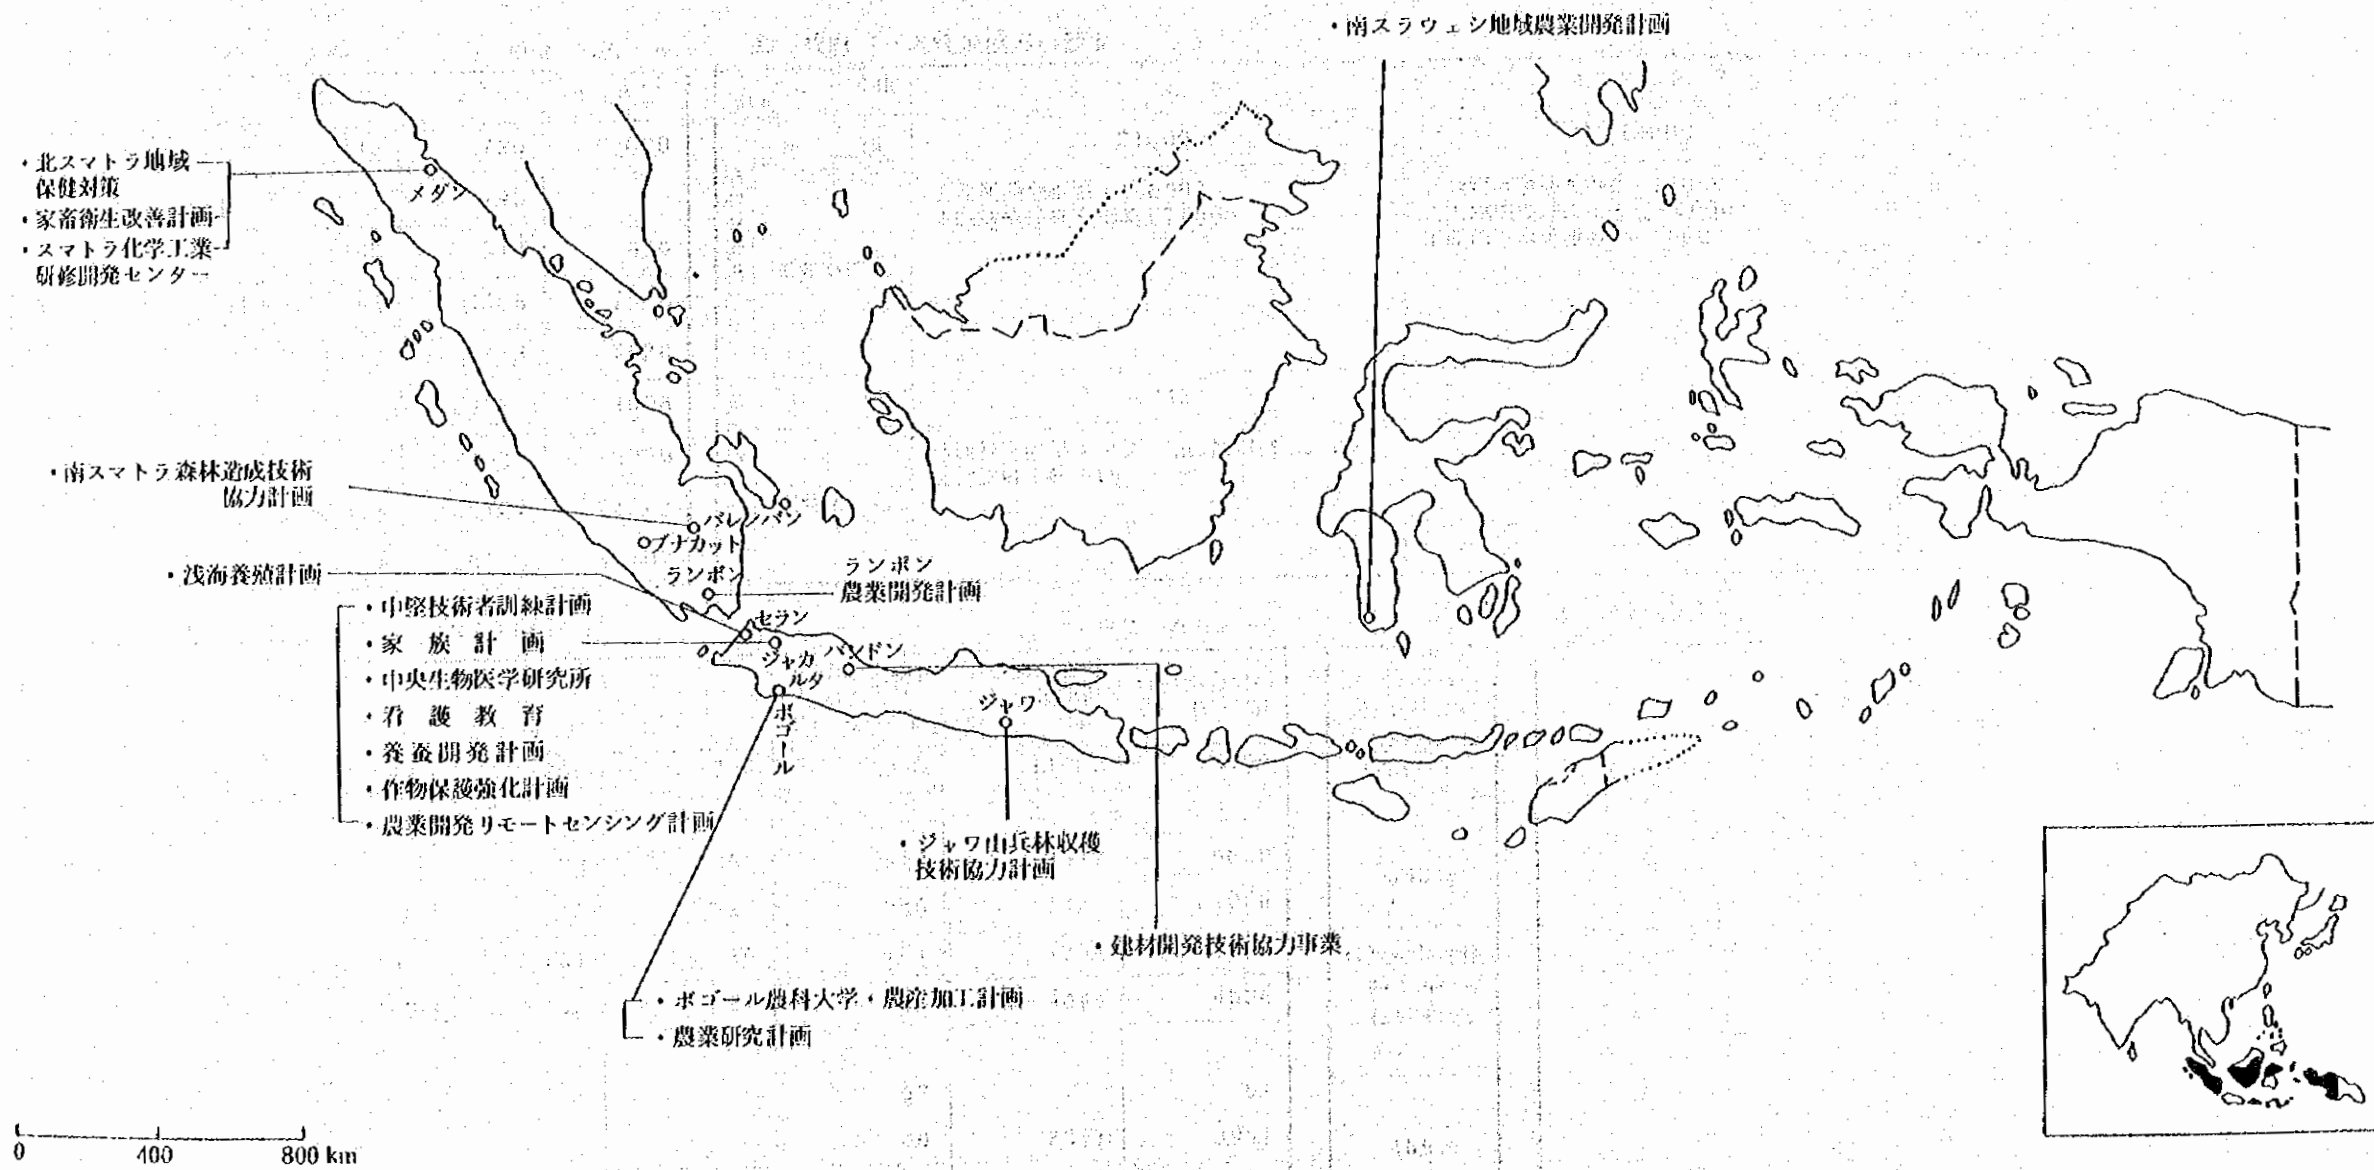 ・南スラウェシ地域農業開発計画
・北スマトラ地域
保健対策
・家畜衛生改善計画
・スマトラ化学工業
研修開発センター
メダン
・南スマトラ森林造成技術
協力計画
パレンバン
ブナカット
ランポン
・浅海養殖計画
ランポン
農業開発計画
・中堅技術者訓練計画
・家族計画
・中央生物医学研究所
・看護教育
・養蚕開発計画
・作物保護強化計画
・農業開発リモートセンシング計画
セラン
ジャカ
ルタ
バンドン
ボゴール
ジャワ
・ジャワ山兵林収穫
技術協力計画
・建材開発技術協力事業
・ボゴール農科大学・農産加工計画
・農業研究計画
0 400 800 km